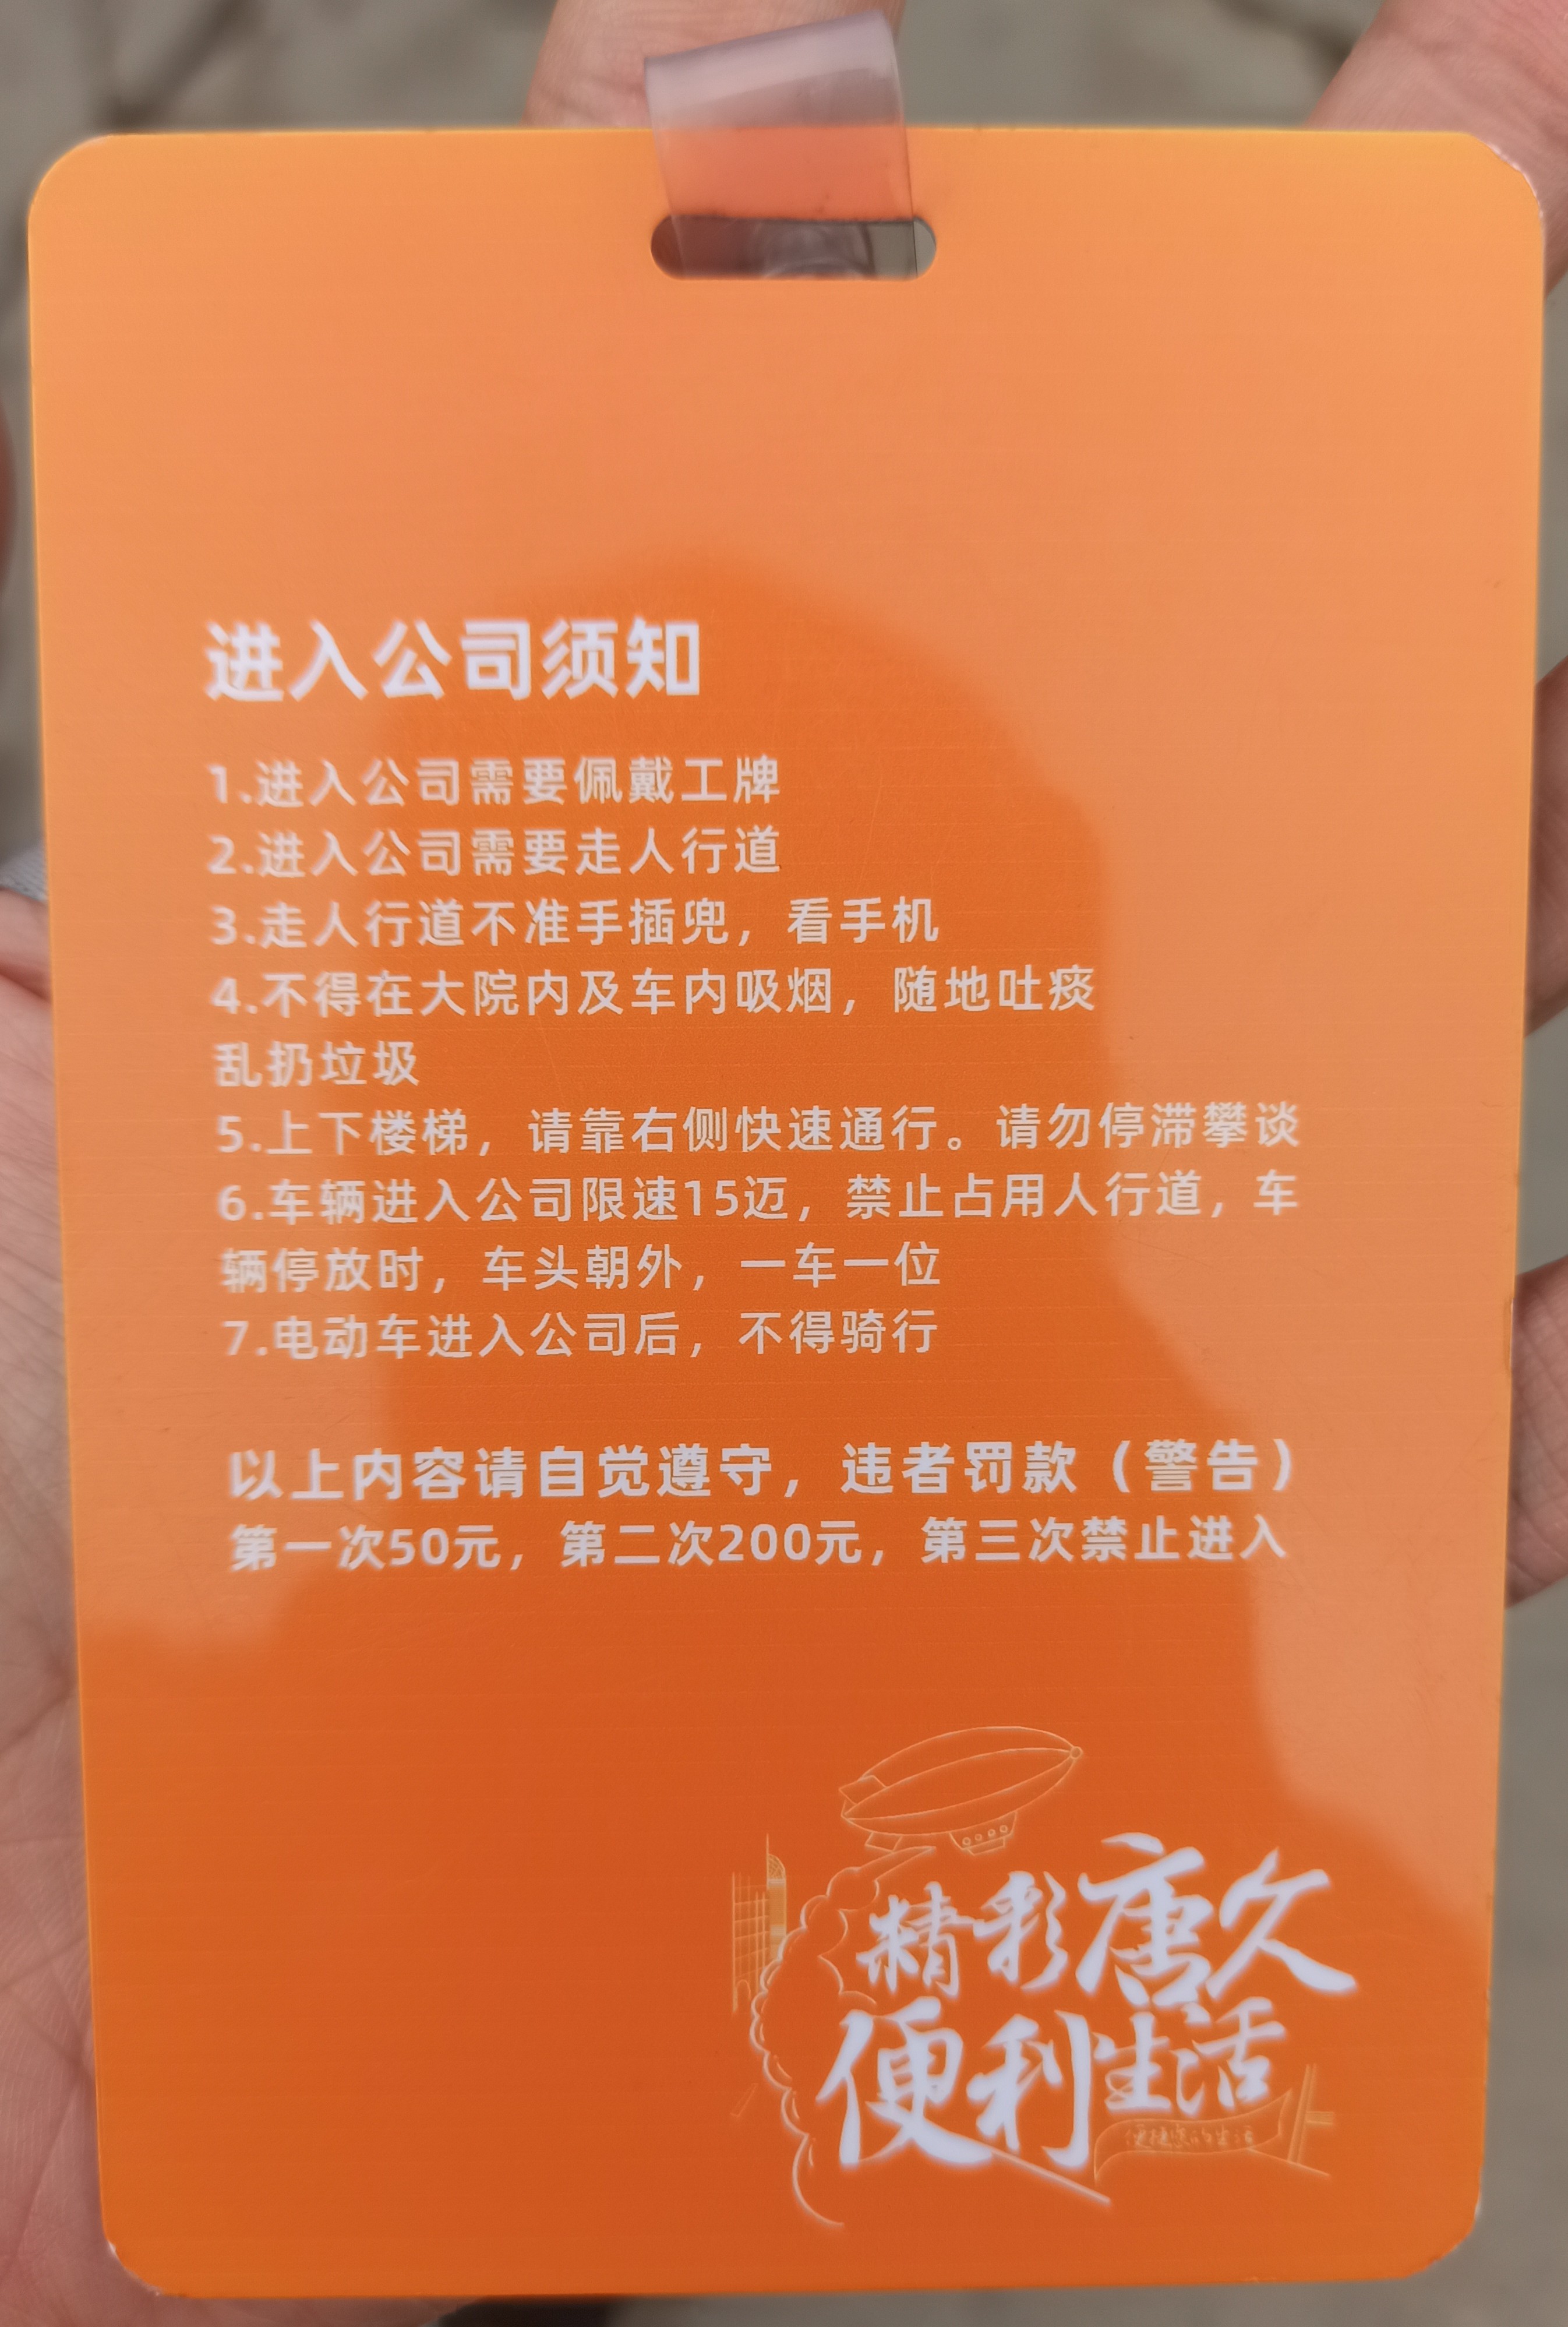 进入公司须知
1.进入公司需要佩戴工牌
2.进入公司需要走人行道
3.走人行道不准手插兜，看手机
4.不得在大院内及车内吸烟，随地吐痰
乱扔垃圾
5.上下楼梯，请靠右侧快速通行。请勿停滞攀谈
6.车辆进入公司限速15迈，禁止占用人行道，车
辆停放时，车头朝外，一车一位
7.电动车进入公司后，不得骑行
以上内容请自觉遵守，违者罚款（警告）
第一次50元，第二次200元，第三次禁止进入
精彩唐久
便利生活